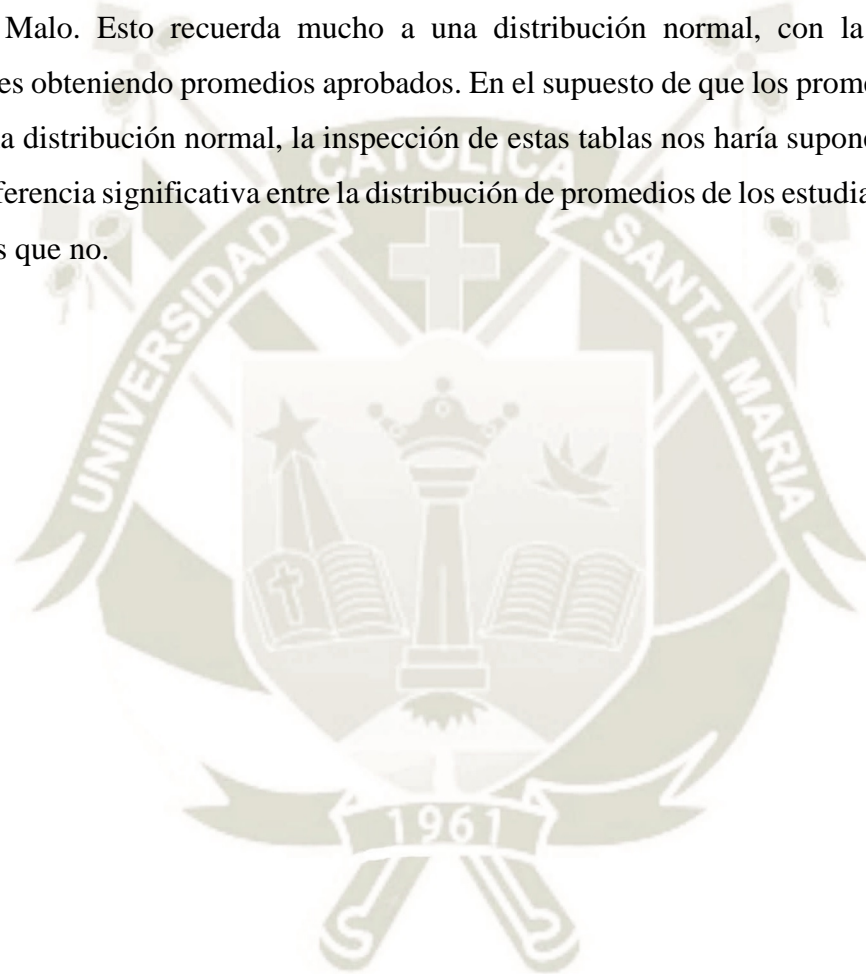 Malo. Esto recuerda mucho a una distribución normal, con la
es obteniendo promedios aprobados. En el supuesto de que los prome
a distribución normal, la inspección de estas tablas nos haría supone
ferencia significativa entre la distribución de promedios de los estudia
s que no.
UNIVERSIDAD CATÓLICA SANTA MARIA
1961